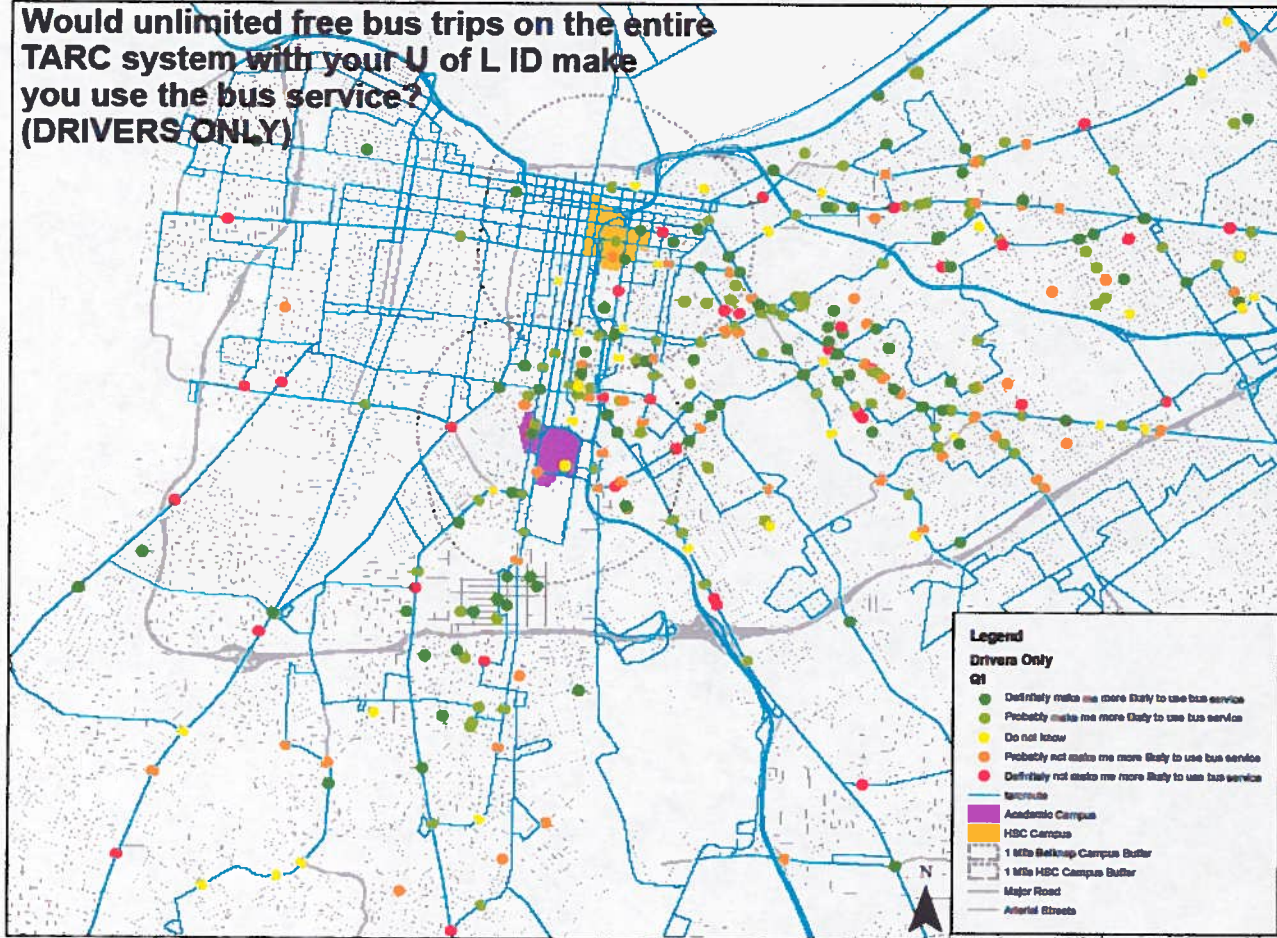 Would unlimited free bus trips on the entire
TARC system with your U of L ID make
you use the bus service?
(DRIVERS ONLY)
Legend
Drivers Only
Q1
Definitely make me more likely to use bus service
Probably make me more likely to use bus service
Do not know
Probably not make me more likely to use bus service
Definitely not make me more likely to use bus service
tarcroute
Academic Campus
HSC Campus
1 Mile Belknap Campus Buffer
1 Mile HSC Campus Buffer
Major Road
Arterial Streets
N